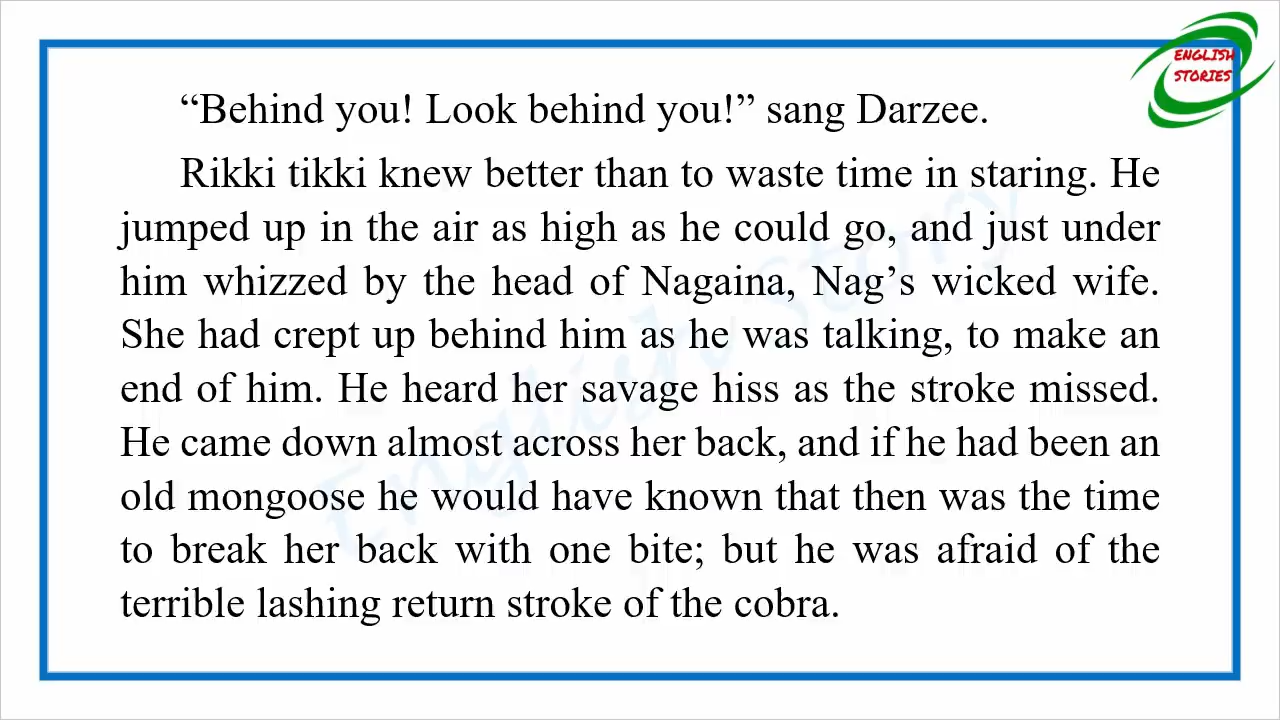 ENGLISH
STORIES
“Behind you! Look behind you!” sang Darzee.
Rikki tikki knew better than to waste time in staring. He
jumped up in the air as high as he could go, and just under
him whizzed by the head of Nagaina, Nag’s wicked wife.
She had crept up behind him as he was talking, to make an
end of him. He heard her savage hiss as the stroke missed.
He came down almost across her back, and if he had been an
old mongoose he would have known that then was the time
to break her back with one bite; but he was afraid of the
terrible lashing return stroke of the cobra.
English Story